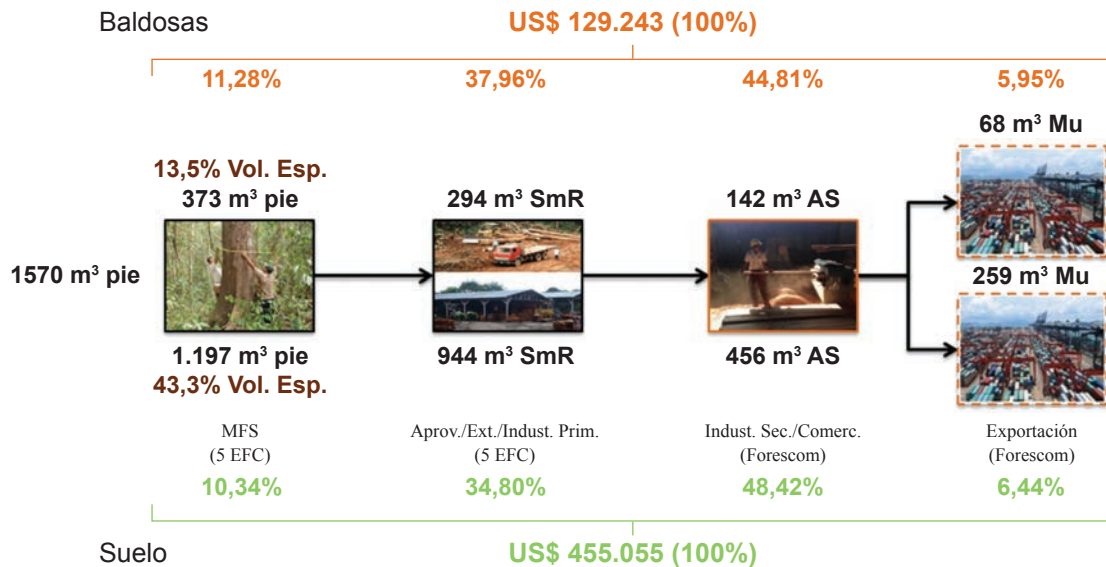 Baldosas
US$ 129.243 (100%)
11,28%
37,96%
44,81%
5,95%
68 m³ Mu
13,5% Vol. Esp.
373 m³ pie
294 m³ SmR
142 m³ AS
1570 m³ pie
259 m³ Mu
1.197 m³ pie
944 m³ SmR
456 m³ AS
43,3% Vol. Esp.
MFS
(5 EFC)
Aprov./Ext./Indust. Prim.
(5 EFC)
Indust. Sec./Comerc.
(Forescom)
Exportación
(Forescom)
10,34%
34,80%
48,42%
6,44%
Suelo
US$ 455.055 (100%)